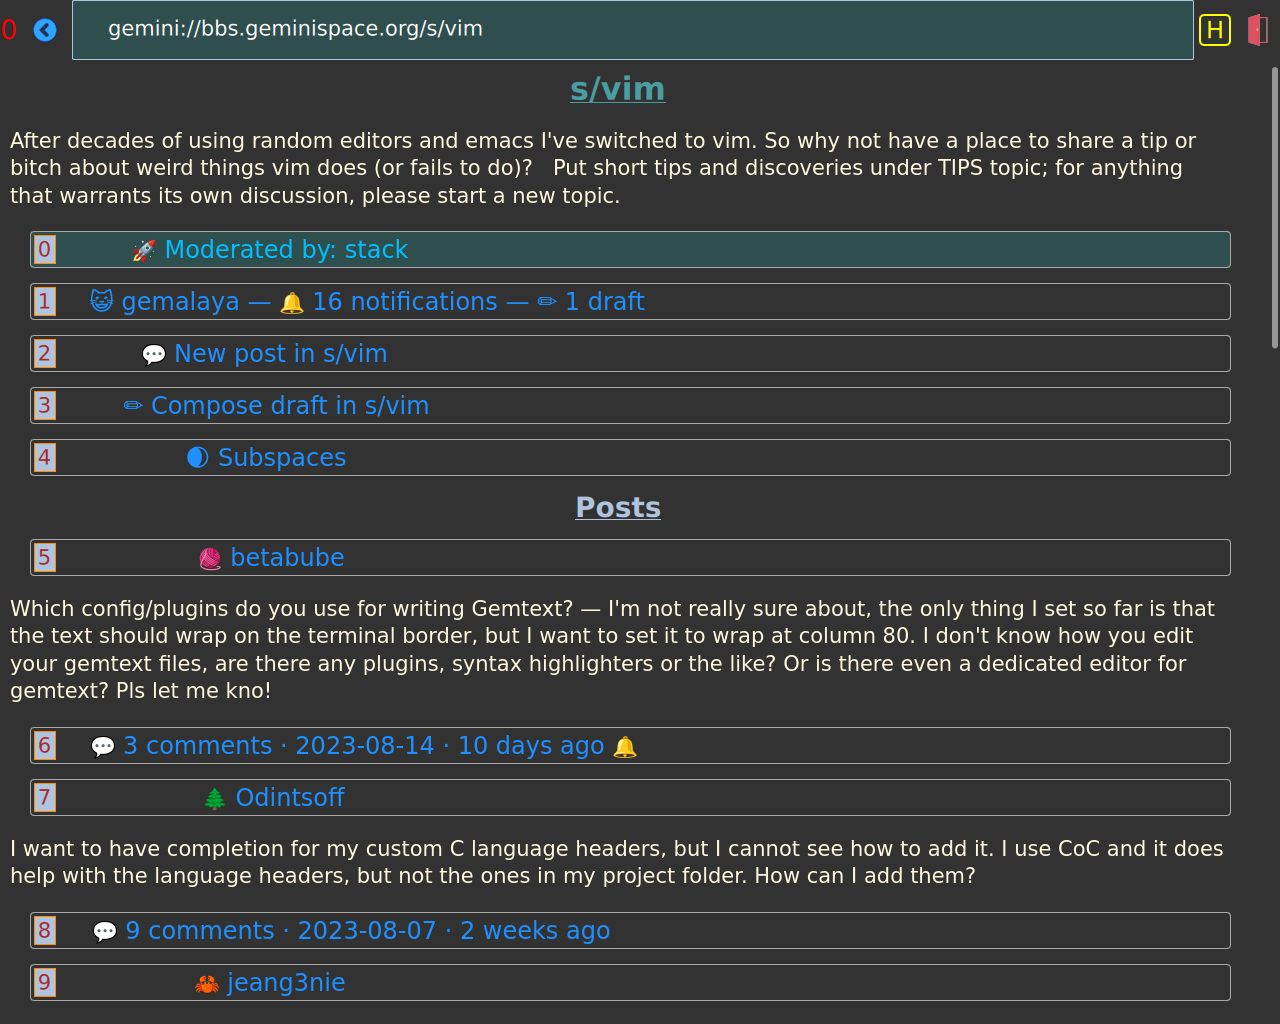 0 gemini://bbs.geminispace.org/s/vim H
s/vim
After decades of using random editors and emacs I've switched to vim. So why not have a place to share a tip or
bitch about weird things vim does (or fails to do)?   Put short tips and discoveries under TIPS topic; for anything
that warrants its own discussion, please start a new topic.
0 🚀 Moderated by: stack
1 😺 gemalaya — 🔔 16 notifications — ✏ 1 draft
2 💬 New post in s/vim
3 ✏ Compose draft in s/vim
4 🌒 Subspaces
Posts
5 🧶 betabube
Which config/plugins do you use for writing Gemtext? — I'm not really sure about, the only thing I set so far is that
the text should wrap on the terminal border, but I want to set it to wrap at column 80. I don't know how you edit
your gemtext files, are there any plugins, syntax highlighters or the like? Or is there even a dedicated editor for
gemtext? Pls let me kno!
6 💬 3 comments · 2023-08-14 · 10 days ago 🔔
7 🌲 Odintsoff
I want to have completion for my custom C language headers, but I cannot see how to add it. I use CoC and it does
help with the language headers, but not the ones in my project folder. How can I add them?
8 💬 9 comments · 2023-08-07 · 2 weeks ago
9 🦀 jeang3nie